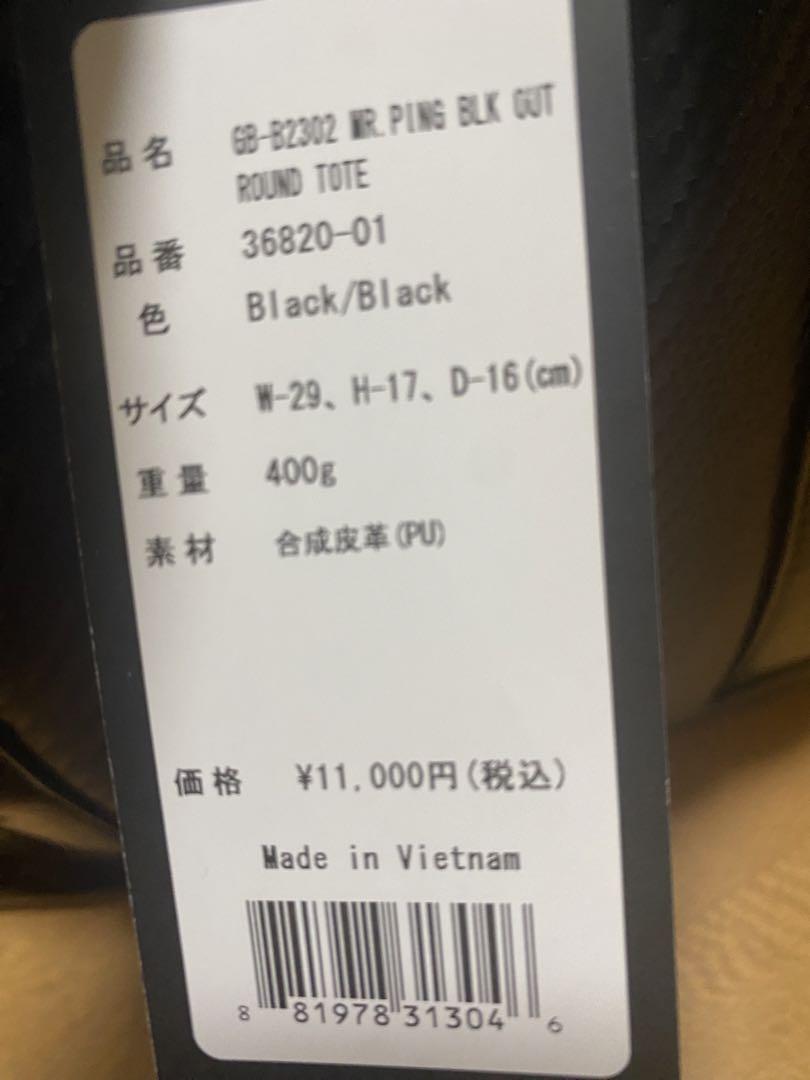 品名 GB-B2302 MR.PING BLK OUT
ROUND TOTE
品番 36820-01
色 Black/Black
サイズ W-29、H-17、D-16(cm)
重量 400g
素材 合成皮革(PU)
価格 ¥11,000円(税込)
Made in Vietnam
8 81978 31304 6